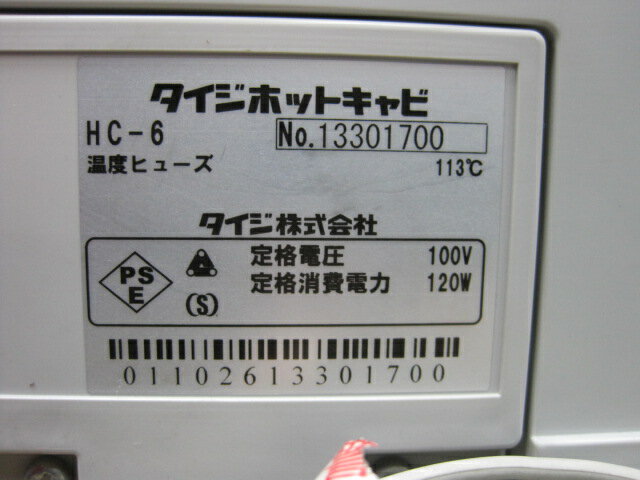 タイジホットキャビ
HC-6 No.13301700
温度ヒューズ 113℃
タイジ株式会社
PS
E
(S)
定格電圧 100V
定格消費電力 120W
01102613301700